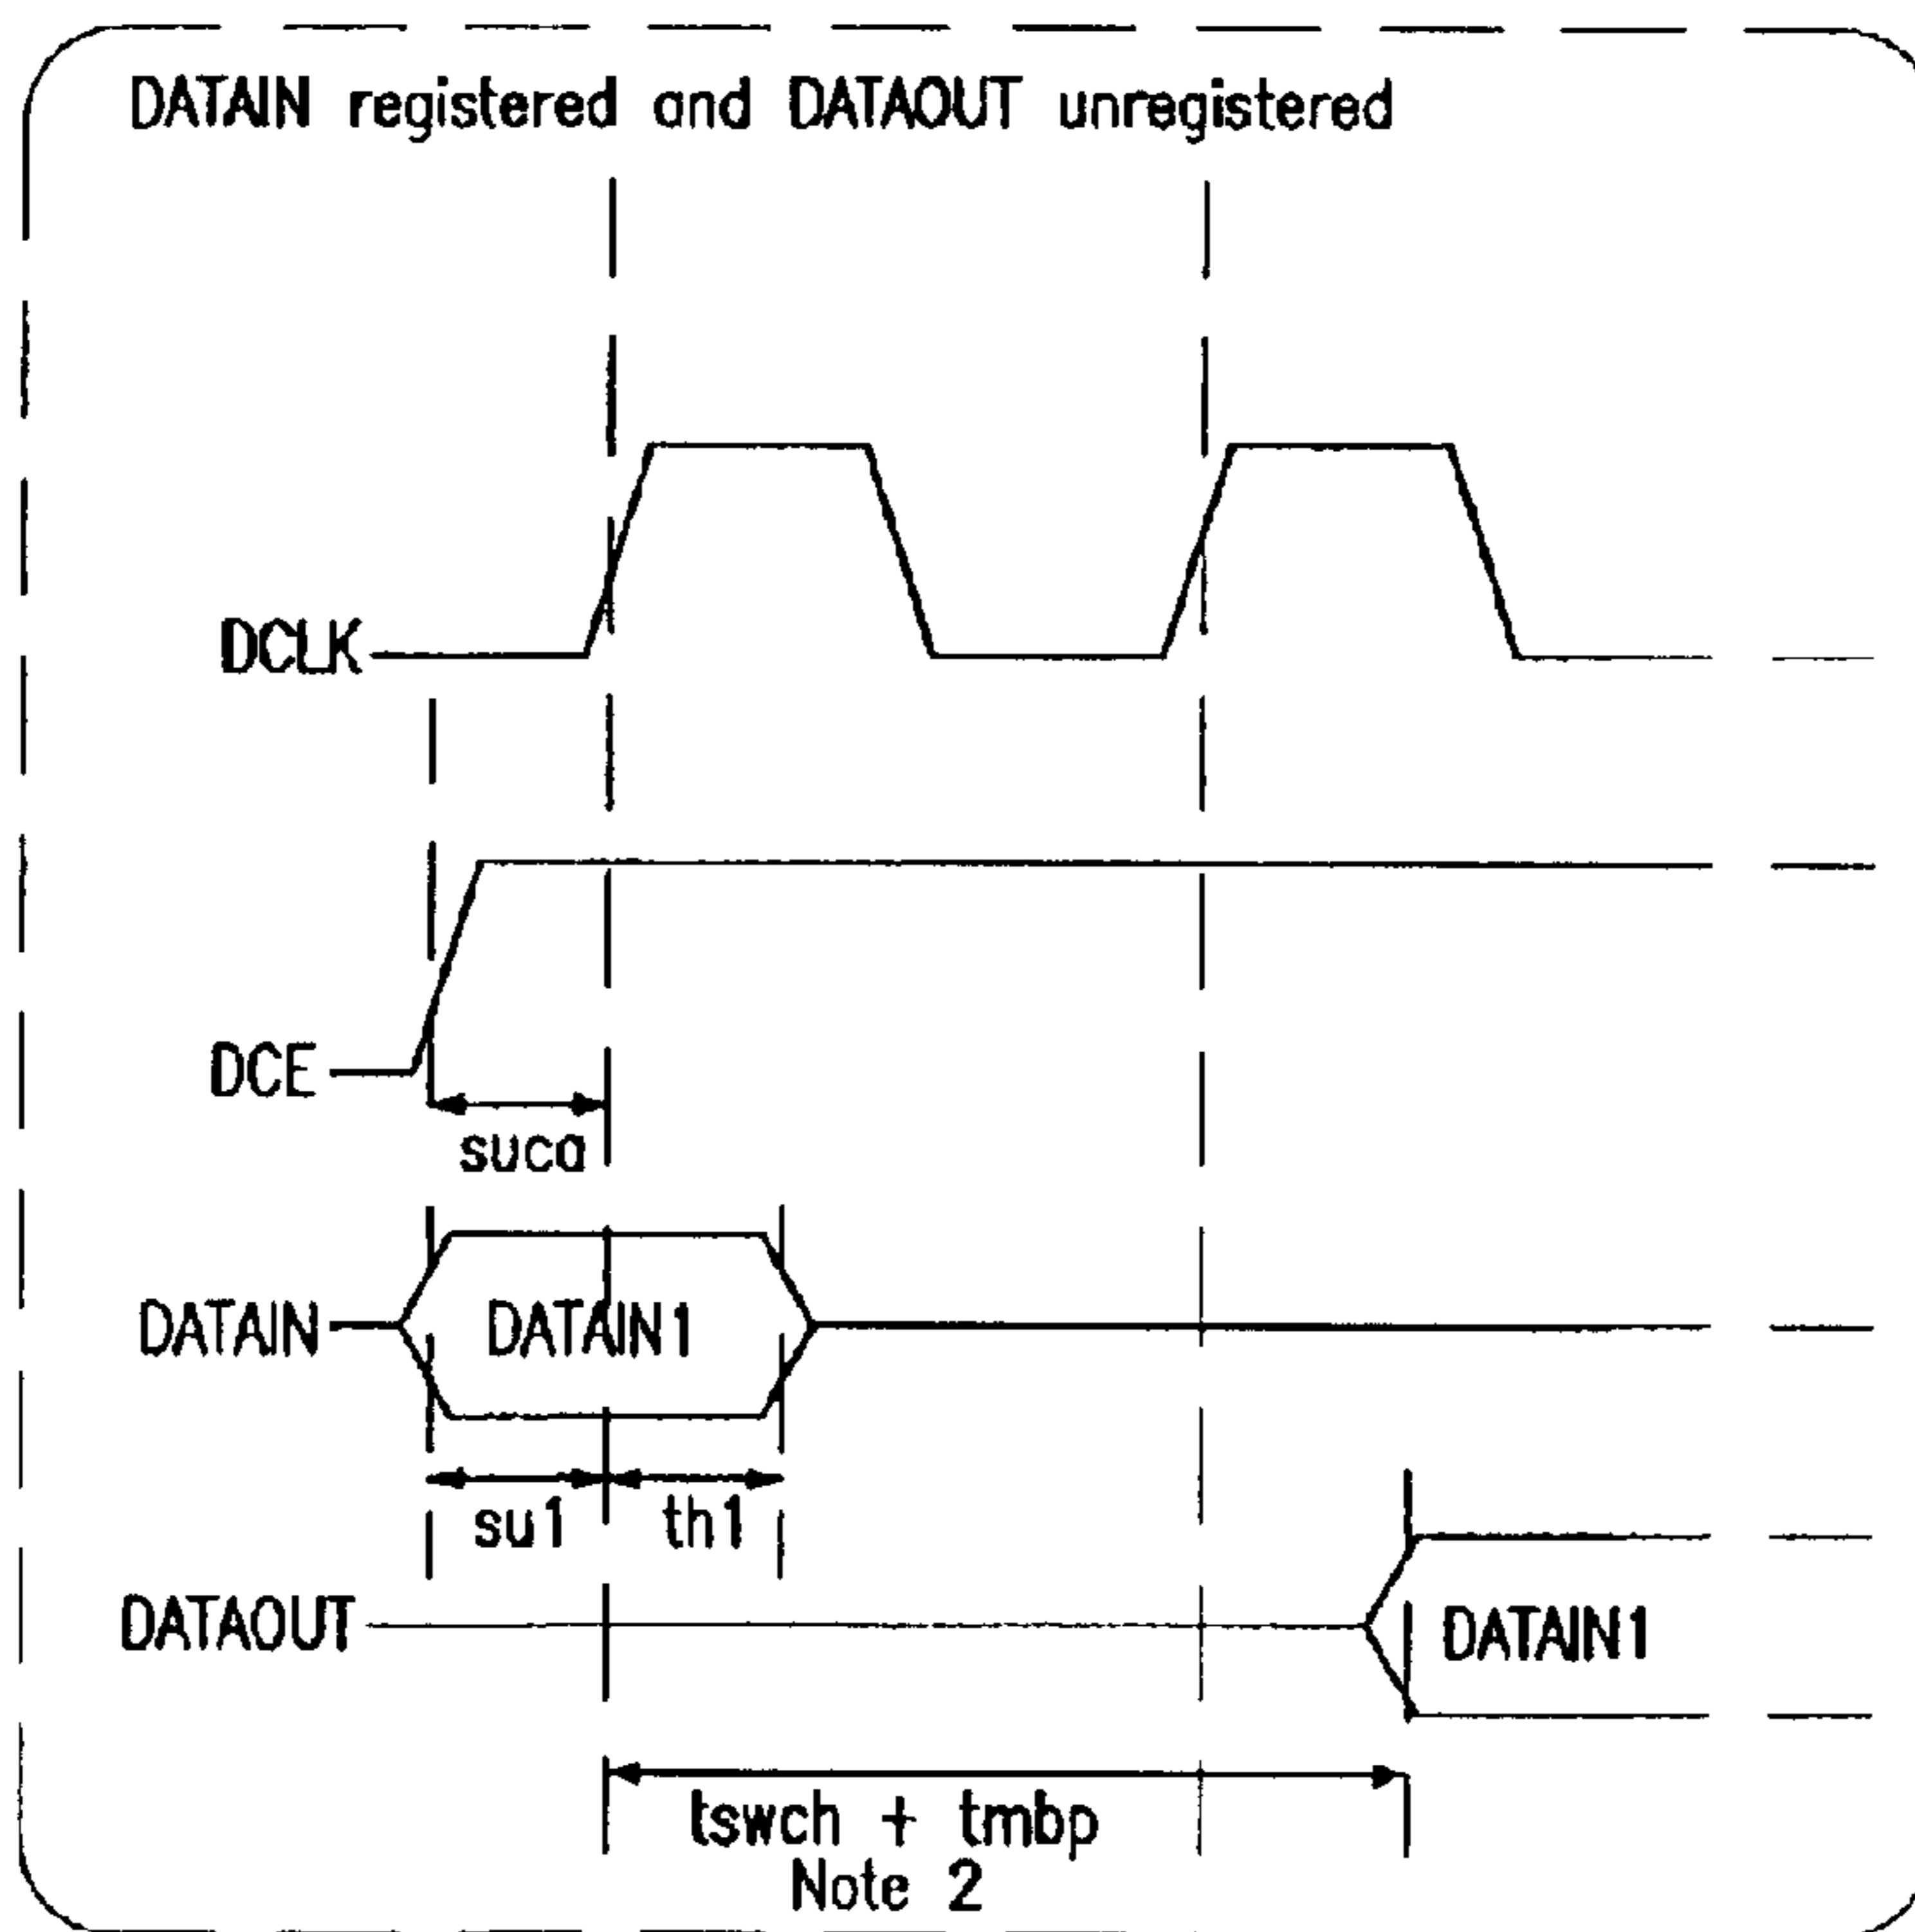 DATAIN registered and DATAOUT unregistered
DCLK
DCE
suca
DATAIN
DATAIN1
su1
th1
DATAOUT
DATAIN1
tswch + tmbp
Note 2